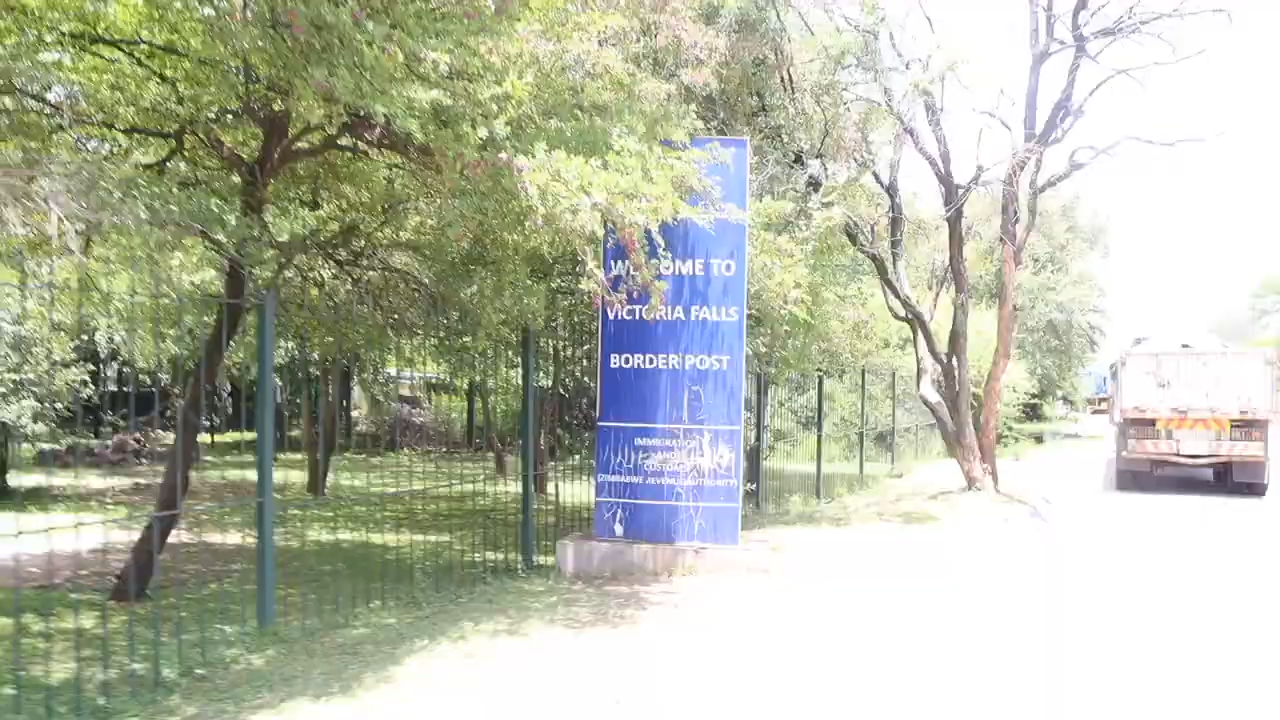 WELCOME TO
VICTORIA FALLS
BORDER POST
IMMIGRATION
AND
CUSTOMS
(ZIMBABWE REVENUE AUTHORITY)